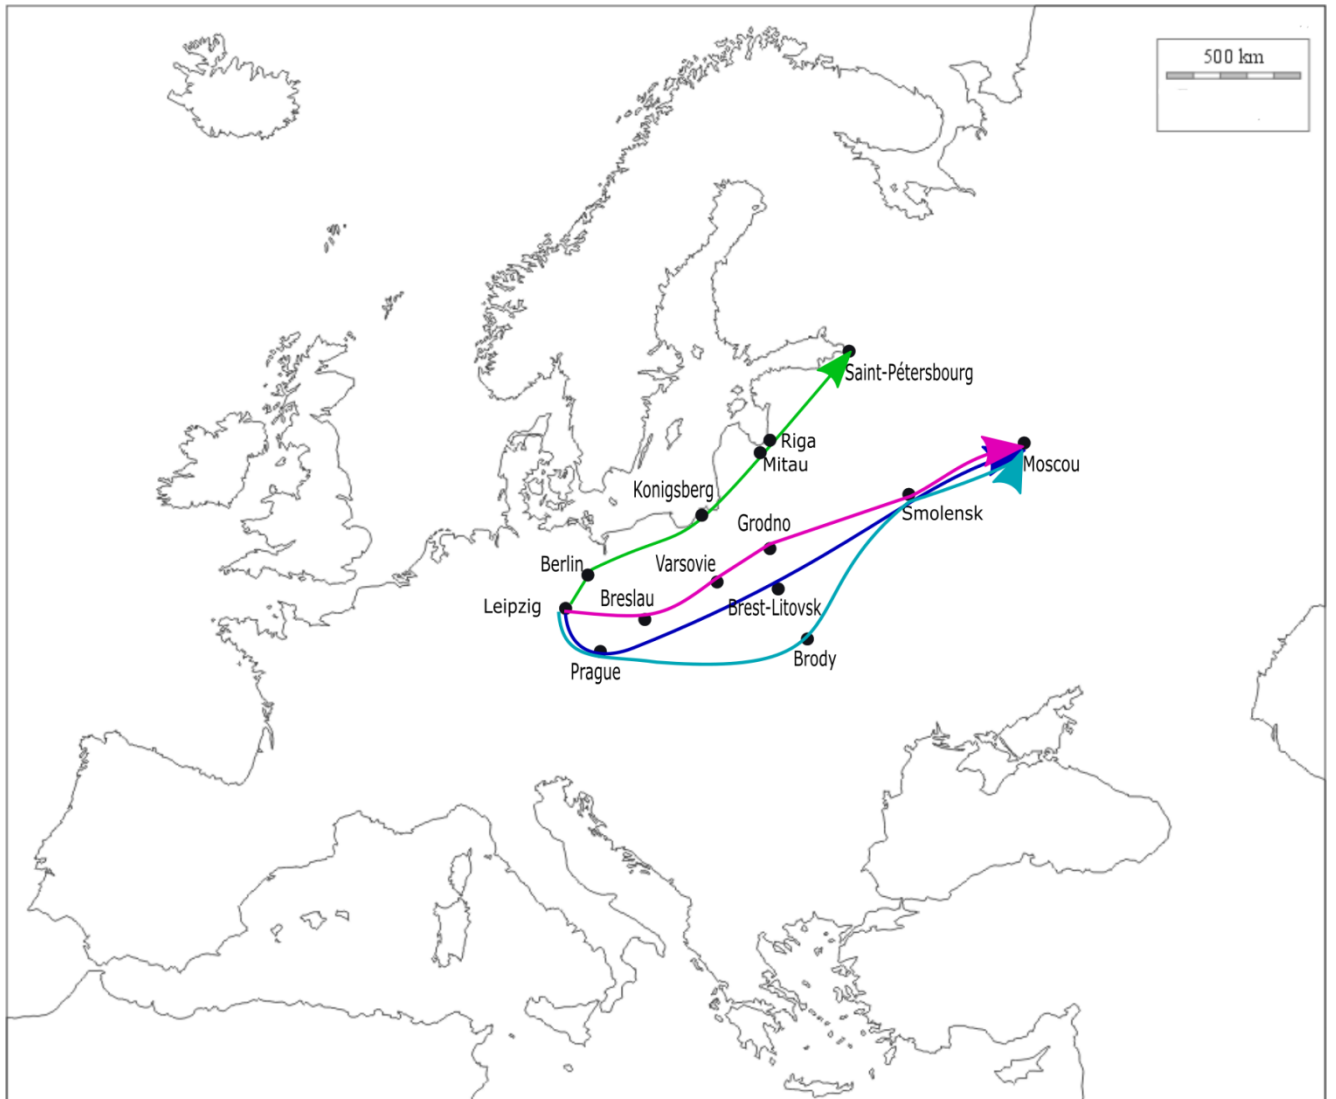 500 km
Saint-Pétersbourg
Riga
Mitau
Moscou
Konigsberg
Smolensk
Grodno
Berlin
Varsovie
Breslau
Leipzig
Brest-Litovsk
Brody
Prague